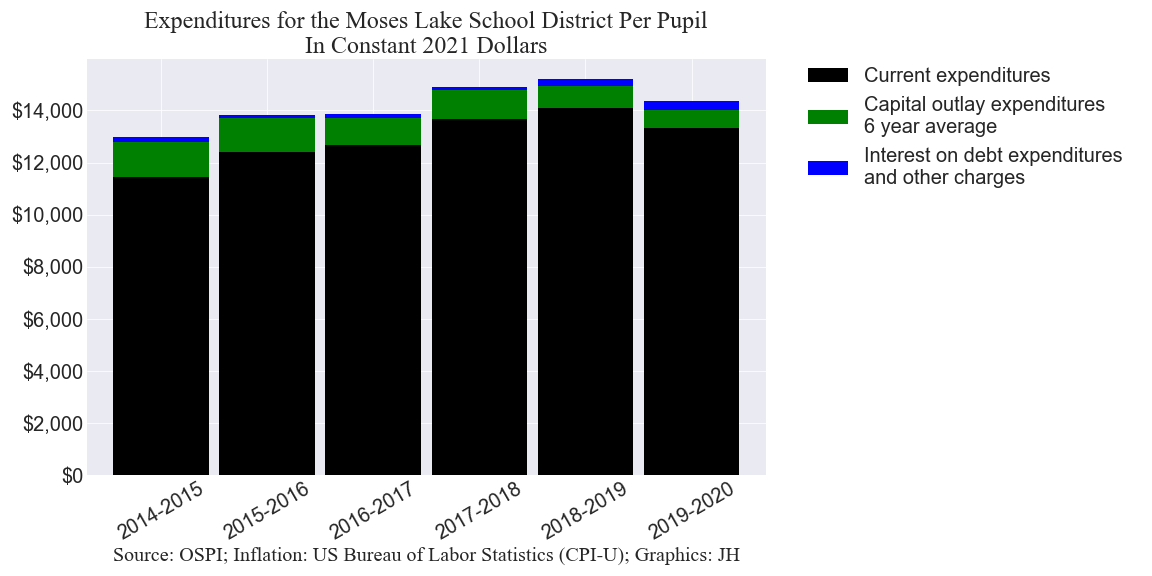 Expenditures for the Moses Lake School District Per Pupil
In Constant 2021 Dollars
Current expenditures
Capital outlay expenditures
6 year average
Interest on debt expenditures
and other charges
$14,000
$12,000
$10,000
$8,000
$6,000
$4,000
$2,000
$0
2014-2015
2015-2016
2016-2017
2017-2018
2018-2019
2019-2020
Source: OSPI; Inflation: US Bureau of Labor Statistics (CPI-U); Graphics: JH